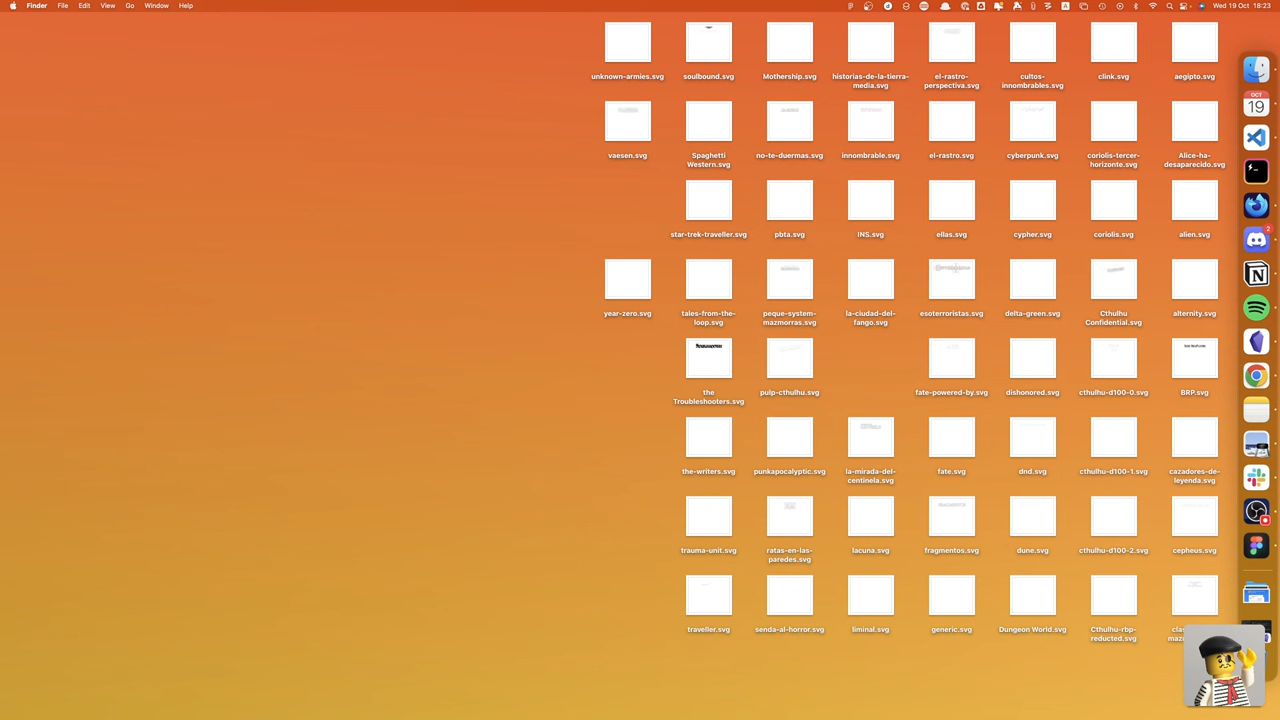 Finder File Edit View Go Window Help
Wed 19 Oct 18:23
unknown-armies.svg
soulbound.svg
Mothership.svg
historias-de-la-tierra-
media.svg
el-rastro-
perspectiva.svg
cultos-
innombrables.svg
clink.svg
aegipto.svg
OCT
19
vaesen.svg
Spaghetti
Western.svg
no-te-duermas.svg
innombrable.svg
el-rastro.svg
cyberpunk.svg
coriolis-tercer-
horizonte.svg
Alice-ha-
desaparecido.svg
star-trek-traveller.svg
pbta.svg
INS.svg
ellas.svg
cypher.svg
coriolis.svg
alien.svg
2
year-zero.svg
tales-from-the-
loop.svg
peque-system-
mazmorras.svg
la-ciudad-del-
fango.svg
esoterroristas.svg
delta-green.svg
Cthulhu
Confidential.svg
alternity.svg
the
Troubleshooters.svg
pulp-cthulhu.svg
fate-powered-by.svg
dishonored.svg
cthulhu-d100-0.svg
BRP.svg
the-writers.svg
punkapocalyptic.svg
la-mirada-del-
centinela.svg
fate.svg
dnd.svg
cthulhu-d100-1.svg
cazadores-de-
leyenda.svg
trauma-unit.svg
ratas-en-las-
paredes.svg
lacuna.svg
fragmentos.svg
dune.svg
cthulhu-d100-2.svg
cepheus.svg
traveller.svg
senda-al-horror.svg
liminal.svg
generic.svg
Dungeon World.svg
Cthulhu-rbp-
reducted.svg